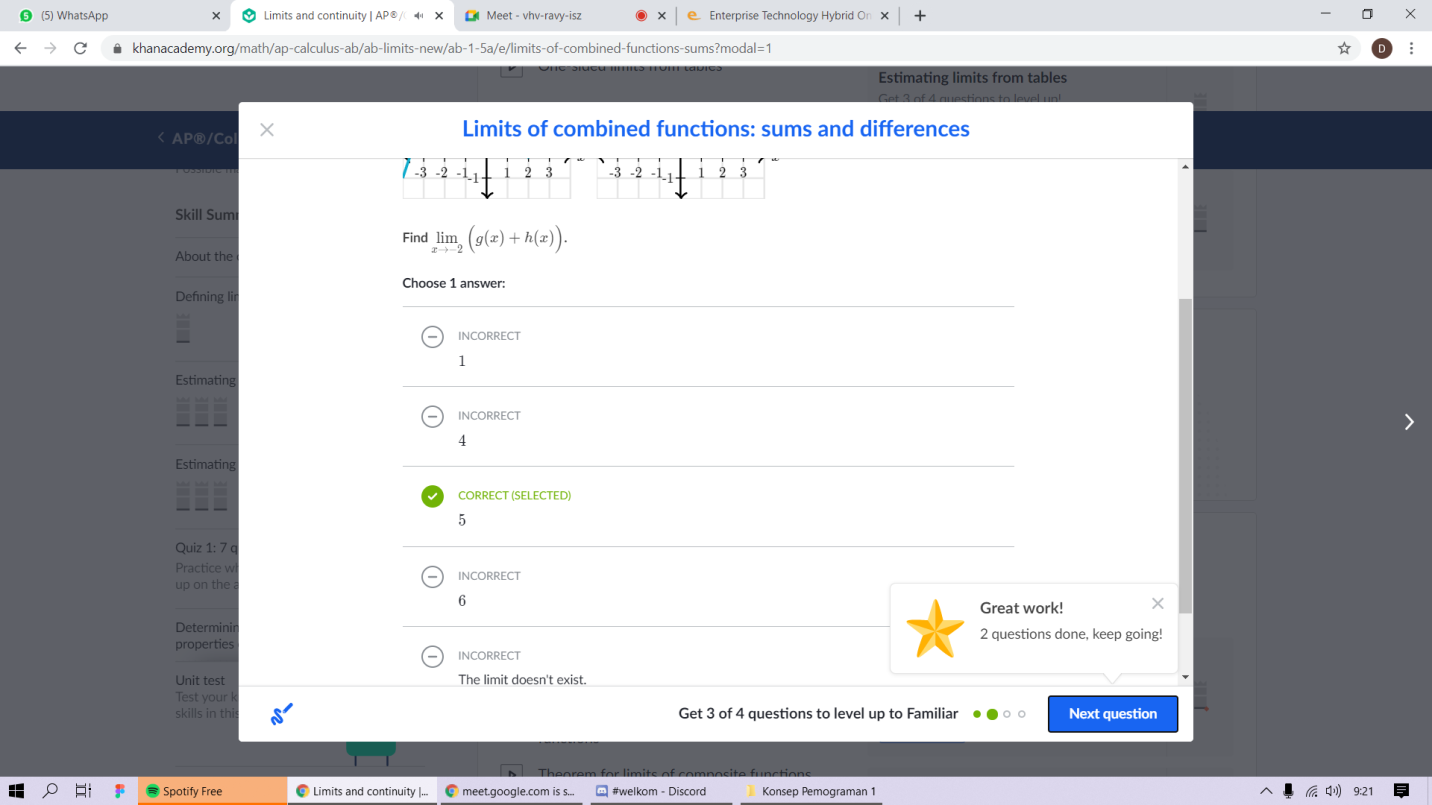 (5) WhatsApp
Limits and continuity | AP®/
Meet - vhv-ravy-isz
Enterprise Technology Hybrid On
khanacademy.org/math/ap-calculus-ab/ab-limits-new/ab-1-5a/e/limits-of-combined-functions-sums?modal=1
D
One-sided limits from tables
Estimating limits from tables
Get 3 of 4 questions to level up!
AP®/Col
Skill Sum
About the
Defining li
Estimating
Estimating
Quiz 1: 7 q
Practice w
up on the a
Determinin
properties
Unit test
Test your k
skills in this
Limits of combined functions: sums and differences
-3 -2 -1 -1 1 2 3
-3 -2 -1 -1 1 2 3
Find lim x→-2 (g(x) + h(x)).
Choose 1 answer:
INCORRECT
1
INCORRECT
4
CORRECT (SELECTED)
5
INCORRECT
6
INCORRECT
The limit doesn't exist.
Great work!
2 questions done, keep going!
Get 3 of 4 questions to level up to Familiar
Next question
Theorem for limits of composite functions
Spotify Free
Limits and continuity |...
meet.google.com is s...
#welkom - Discord
Konsep Pemograman 1
9:21